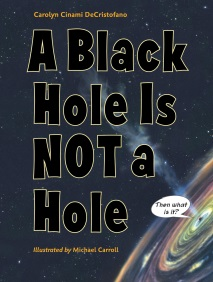 Carolyn Cinami DeCristofano
A Black
Hole Is
NOT a
Hole
Then what
is it?
Illustrated by Michael Carroll